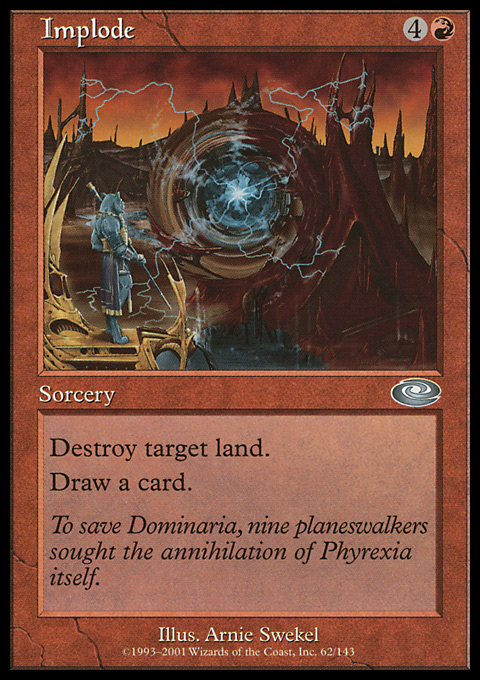 Implode 4
Sorcery
Destroy target land.
Draw a card.
To save Dominaria, nine planeswalkers
sought the annihilation of Phyrexia
itself.
Illus. Arnie Swekel
©1993–2001 Wizards of the Coast, Inc. 62/143